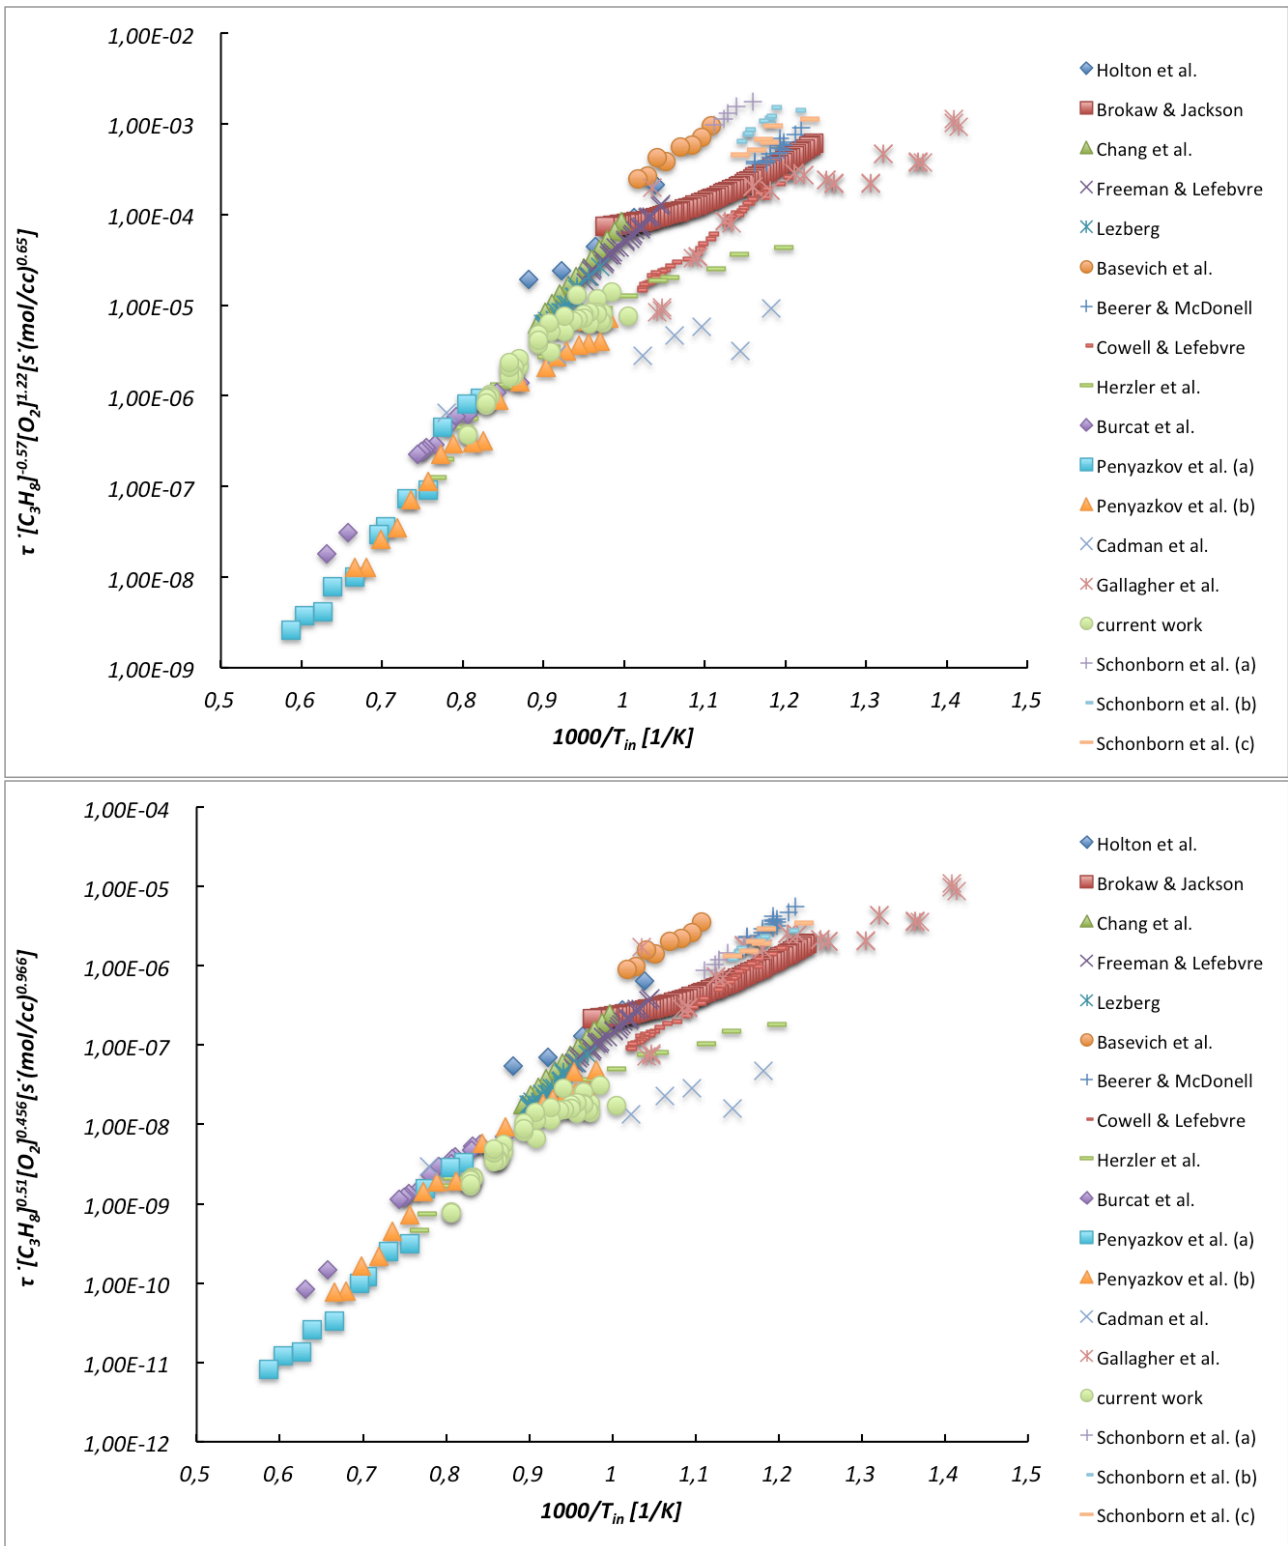 1,00E-02
1,00E-03
1,00E-04
1,00E-05
1,00E-06
1,00E-07
1,00E-08
1,00E-09
τ˙[C₃H₈]^-0.57[O₂]^1.22[s˙(mol/cc)^0.65]
0,5 0,6 0,7 0,8 0,9 1 1,1 1,2 1,3 1,4 1,5
1000/T_in [1/K]
Holton et al.
Brokaw & Jackson
Chang et al.
Freeman & Lefebvre
Lezberg
Basevich et al.
Beerer & McDonell
Cowell & Lefebvre
Herzler et al.
Burcat et al.
Penyazkov et al. (a)
Penyazkov et al. (b)
Cadman et al.
Gallagher et al.
current work
Schonborn et al. (a)
Schonborn et al. (b)
Schonborn et al. (c)
1,00E-04
1,00E-05
1,00E-06
1,00E-07
1,00E-08
1,00E-09
1,00E-10
1,00E-11
1,00E-12
τ˙[C₃H₈]^0.51[O₂]^0.456[s˙(mol/cc)^0.966]
0,5 0,6 0,7 0,8 0,9 1 1,1 1,2 1,3 1,4 1,5
1000/T_in [1/K]
Holton et al.
Brokaw & Jackson
Chang et al.
Freeman & Lefebvre
Lezberg
Basevich et al.
Beerer & McDonell
Cowell & Lefebvre
Herzler et al.
Burcat et al.
Penyazkov et al. (a)
Penyazkov et al. (b)
Cadman et al.
Gallagher et al.
current work
Schonborn et al. (a)
Schonborn et al. (b)
Schonborn et al. (c)